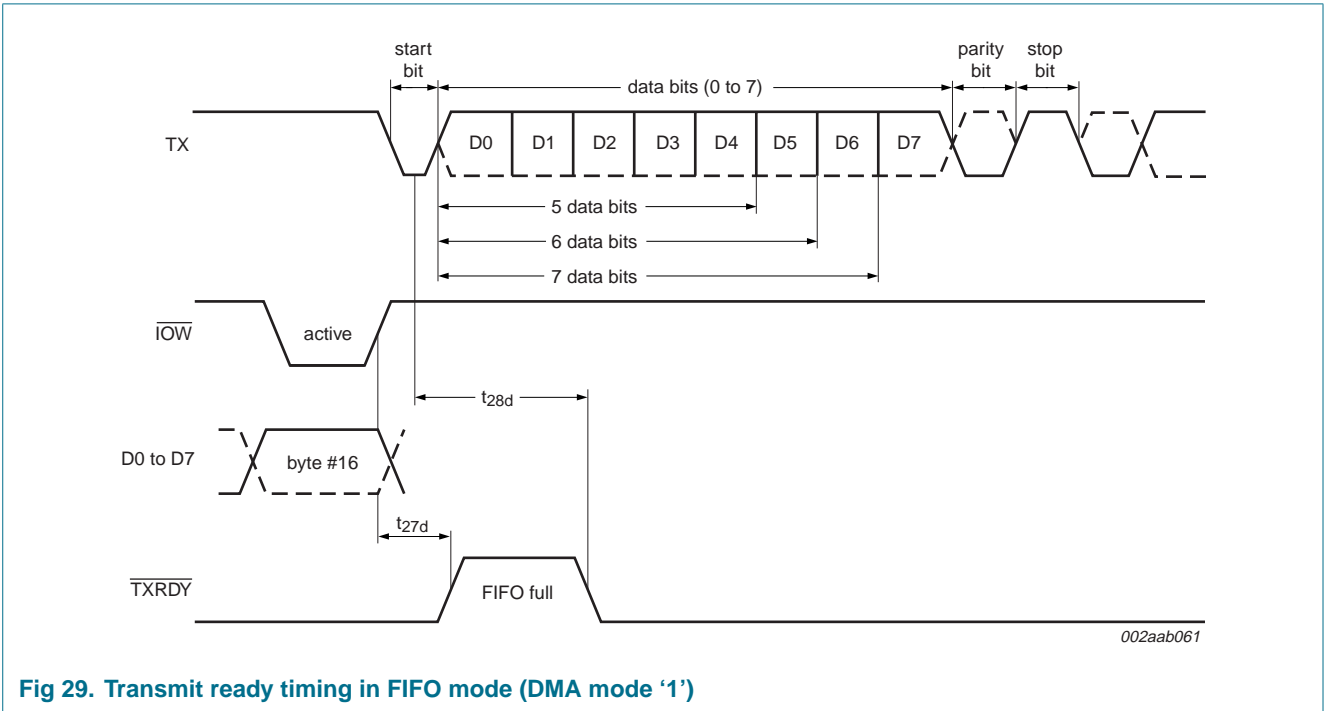 start
bit
data bits (0 to 7)
parity
bit
stop
bit
TX
D0
D1
D2
D3
D4
D5
D6
D7
5 data bits
6 data bits
7 data bits
IOW
active
t28d
D0 to D7
byte #16
t27d
TXRDY
FIFO full
002aab061
Fig 29. Transmit ready timing in FIFO mode (DMA mode ‘1’)